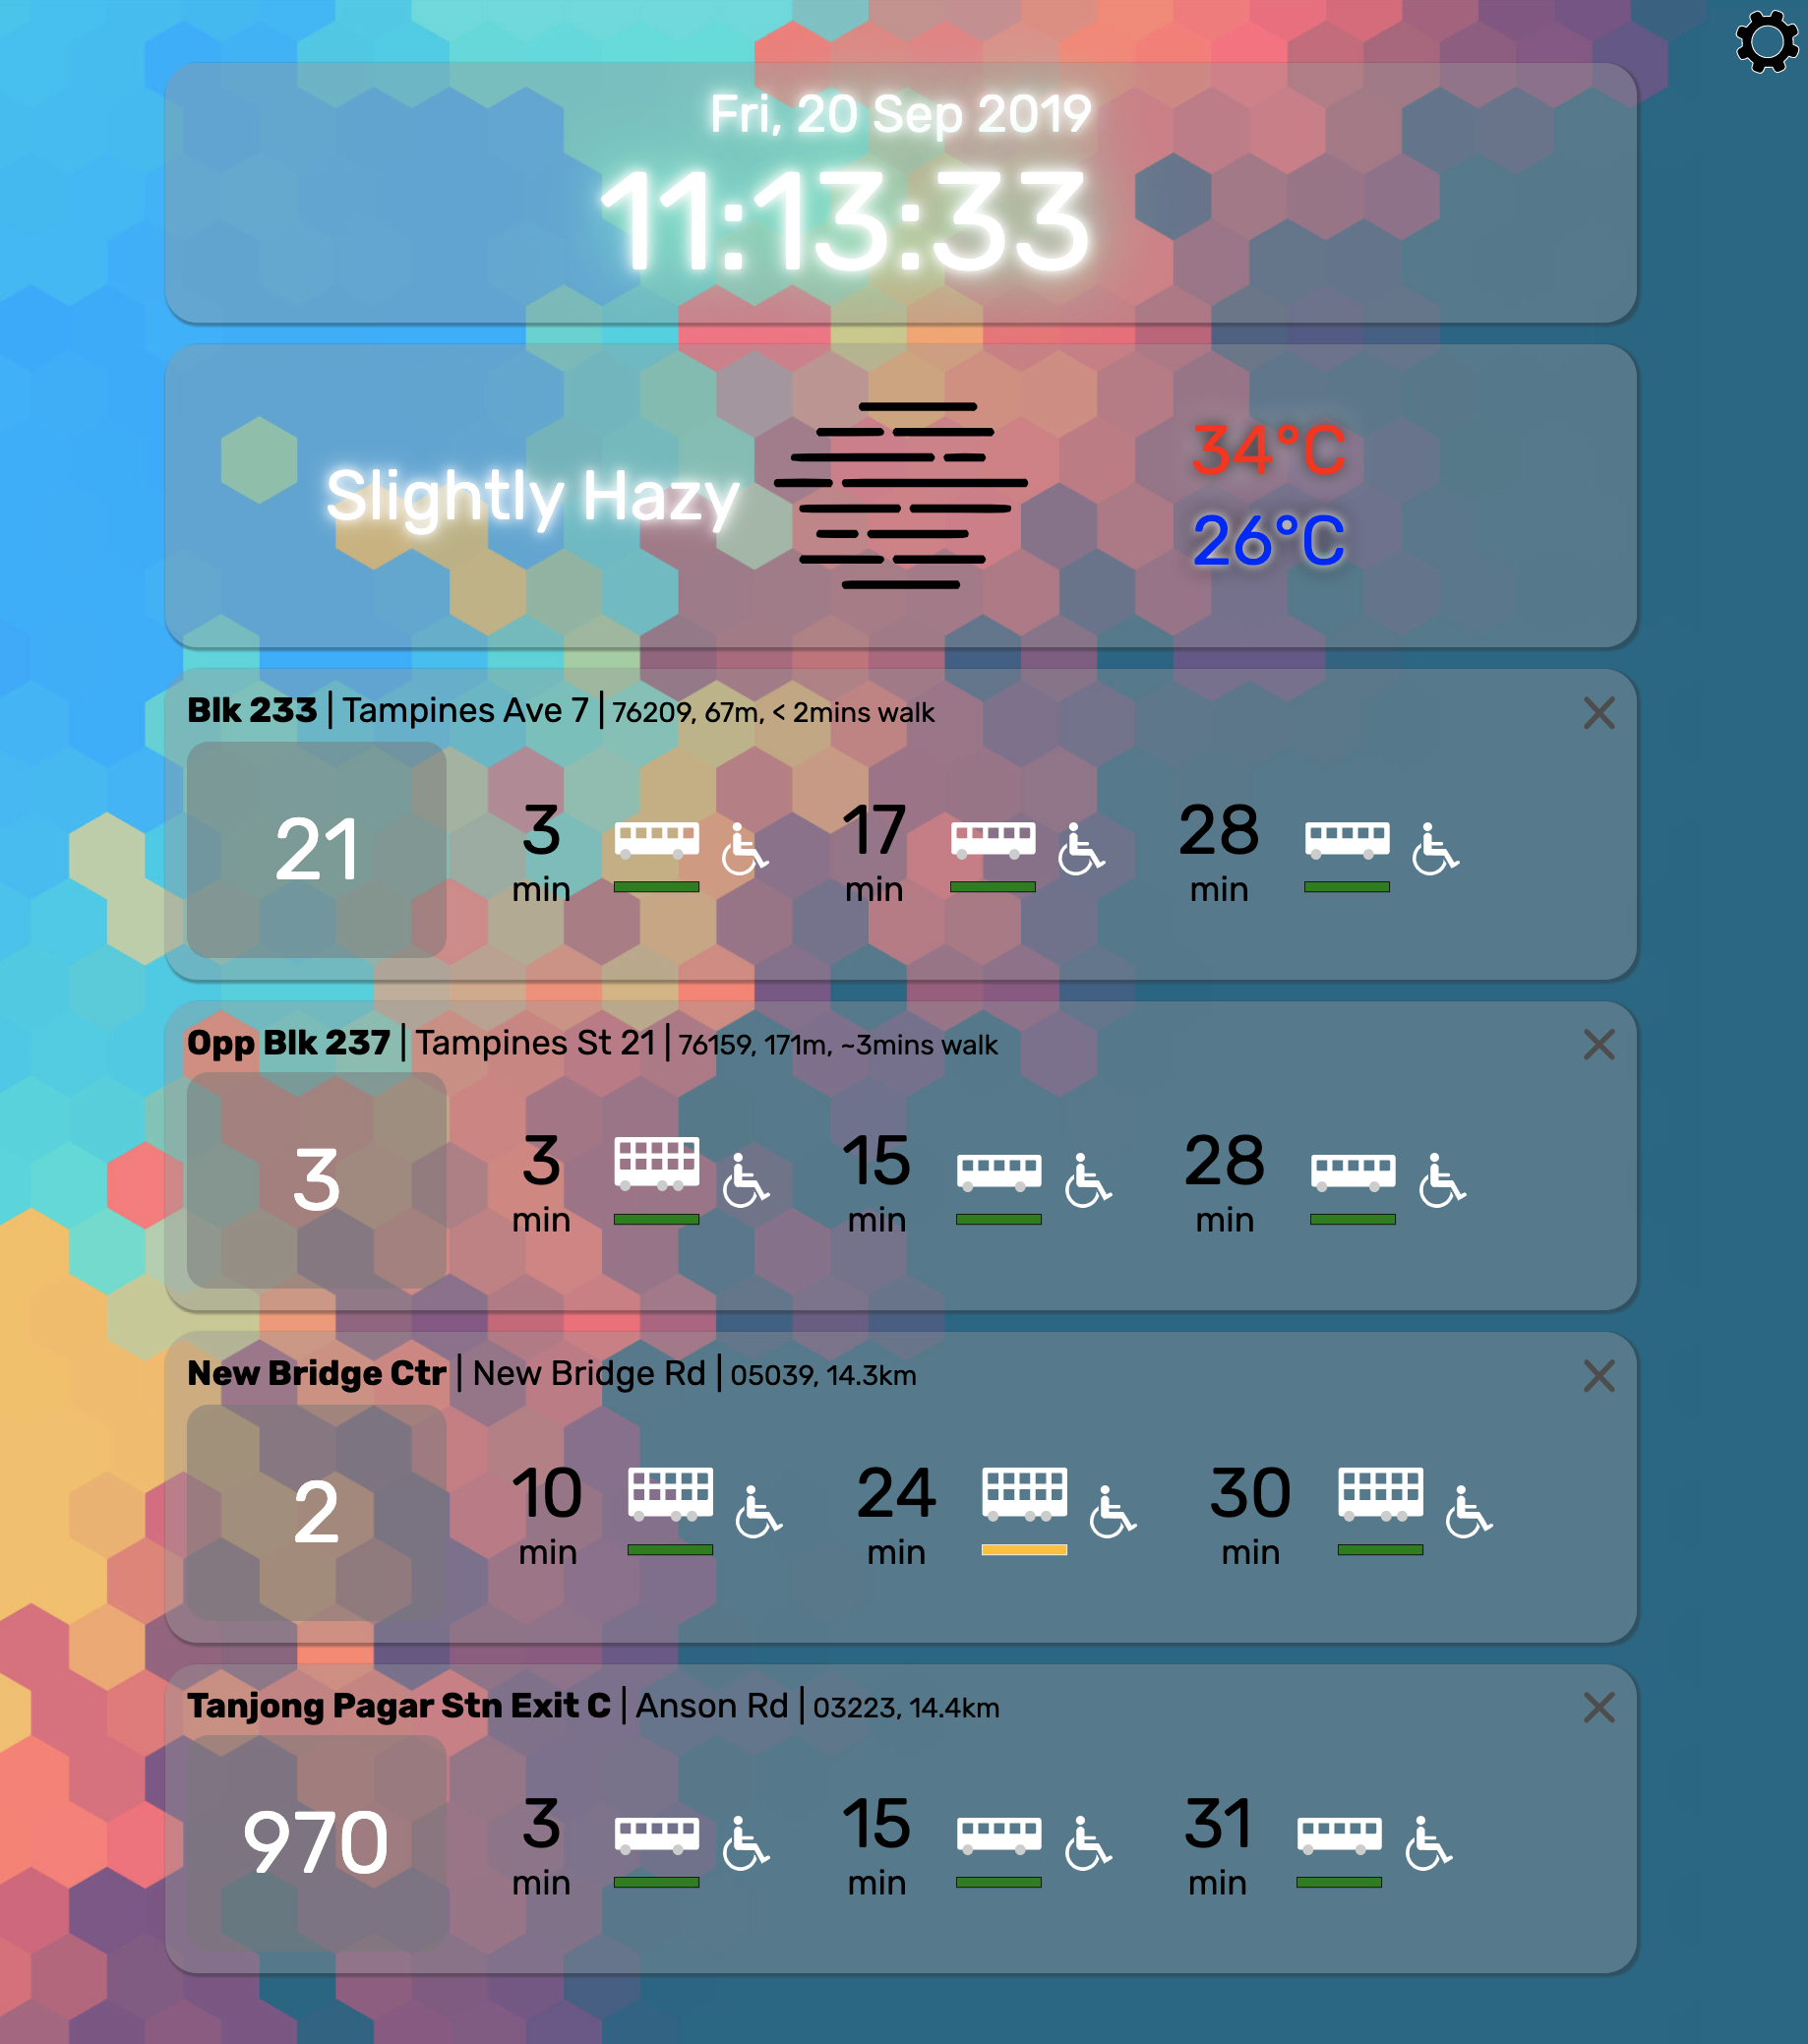 Fri, 20 Sep 2019
11:13:33
Slightly Hazy
34°C
26°C
Blk 233 | Tampines Ave 7 | 76209, 67m, < 2mins walk
21 3 min 17 min 28 min
Opp Blk 237 | Tampines St 21 | 76159, 171m, ~3mins walk
3 3 min 15 min 28 min
New Bridge Ctr | New Bridge Rd | 05039, 14.3km
2 10 min 24 min 30 min
Tanjong Pagar Stn Exit C | Anson Rd | 03223, 14.4km
970 3 min 15 min 31 min